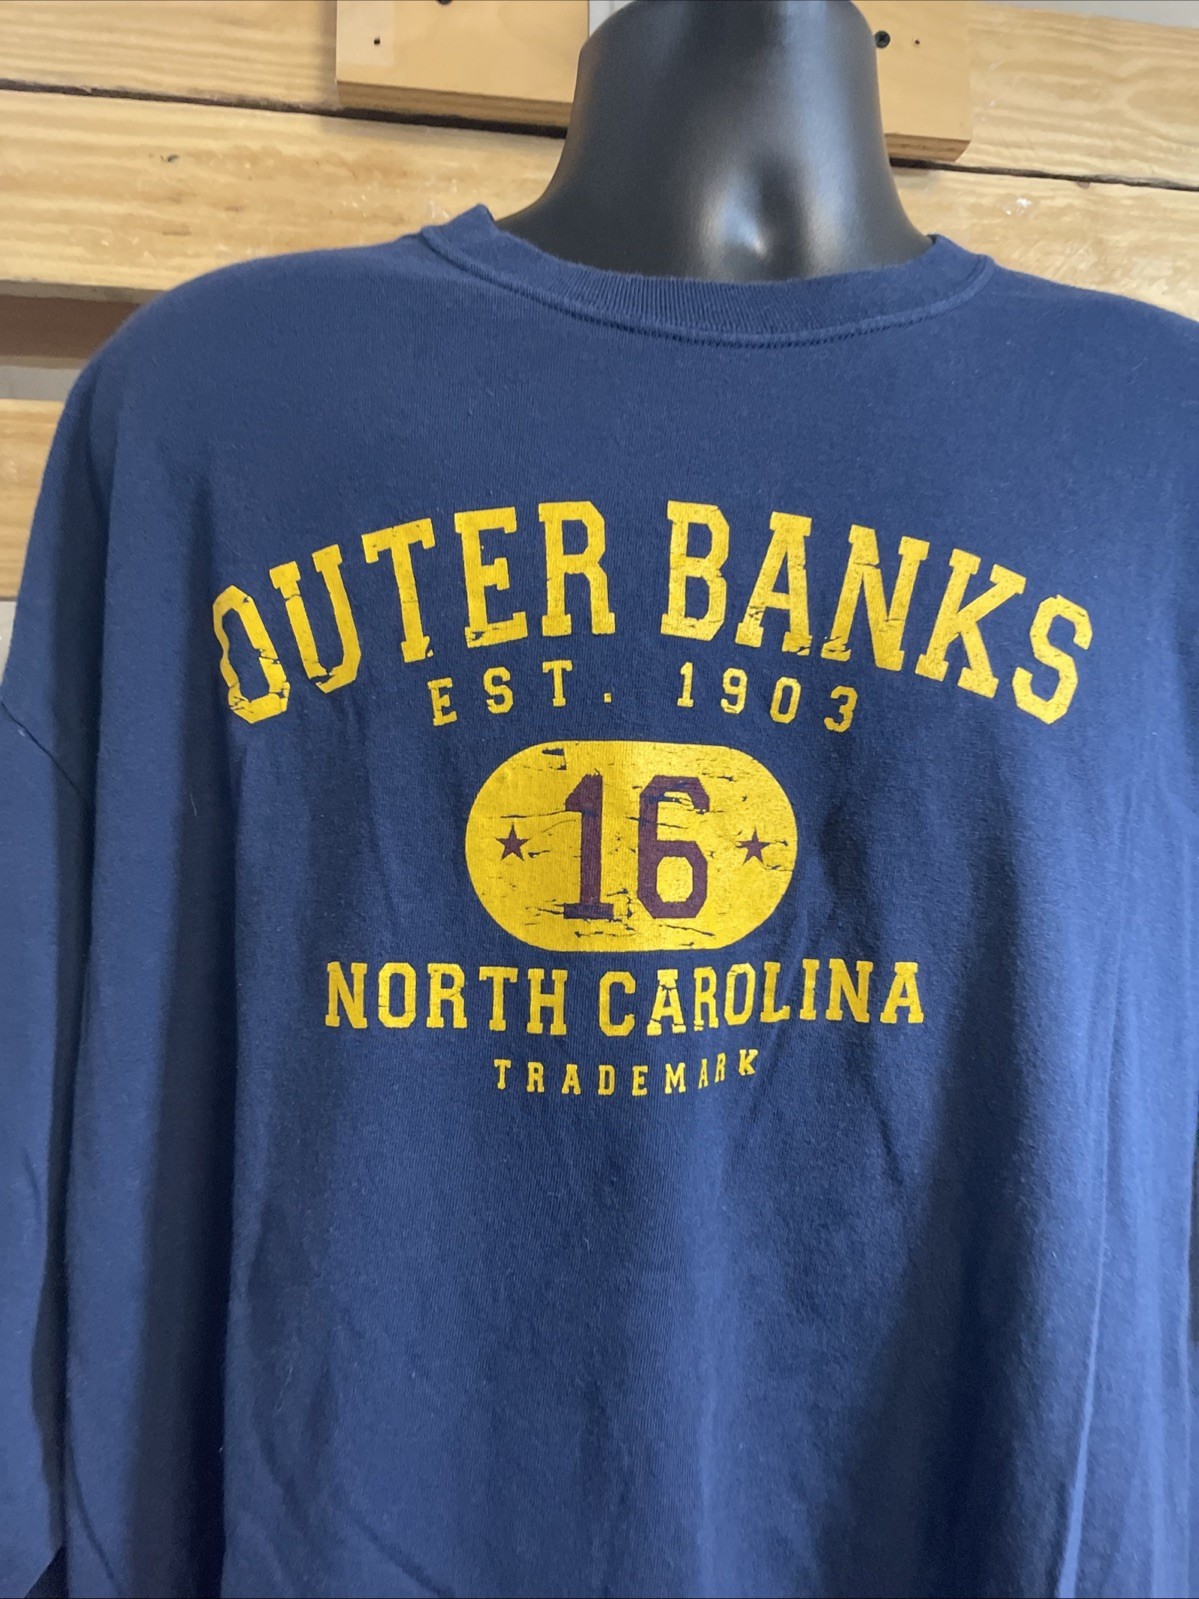 OUTER BANKS
EST. 1903
16
NORTH CAROLINA
TRADEMARK